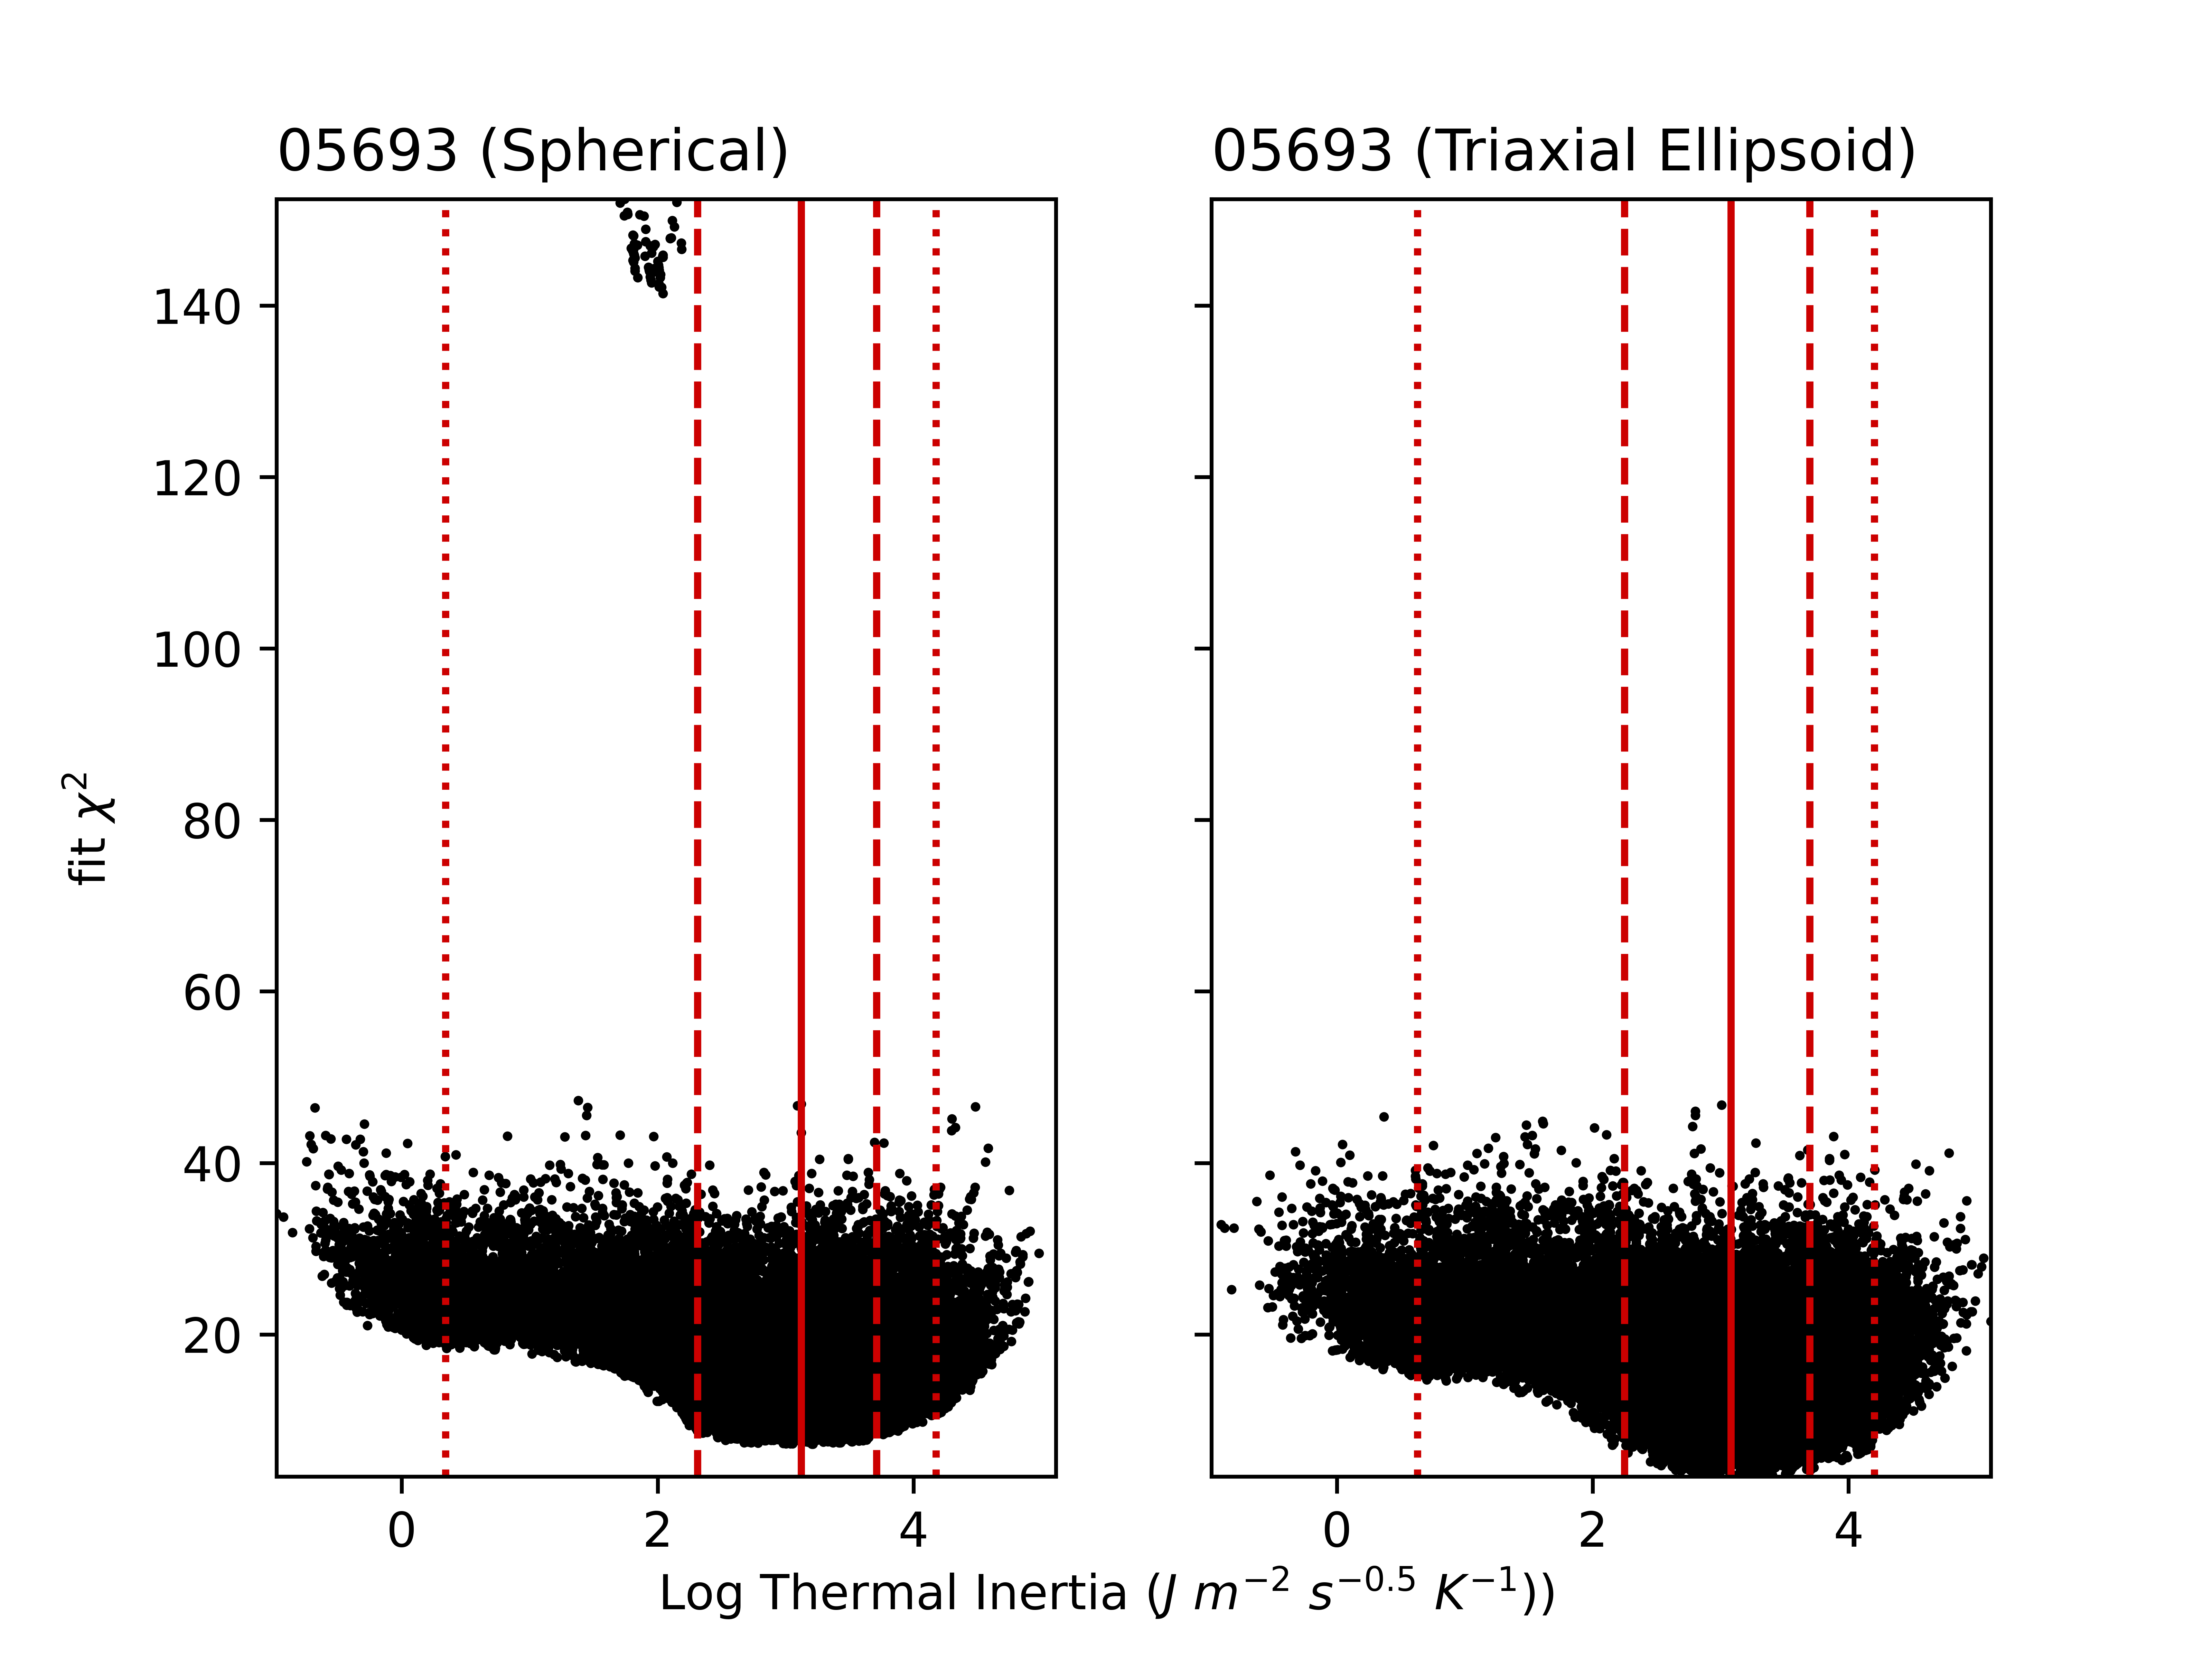 05693 (Spherical)
05693 (Triaxial Ellipsoid)
140
120
100
80
60
40
20
fit χ²
0 2 4
0 2 4
Log Thermal Inertia (J m⁻² s⁻⁰·⁵ K⁻¹))